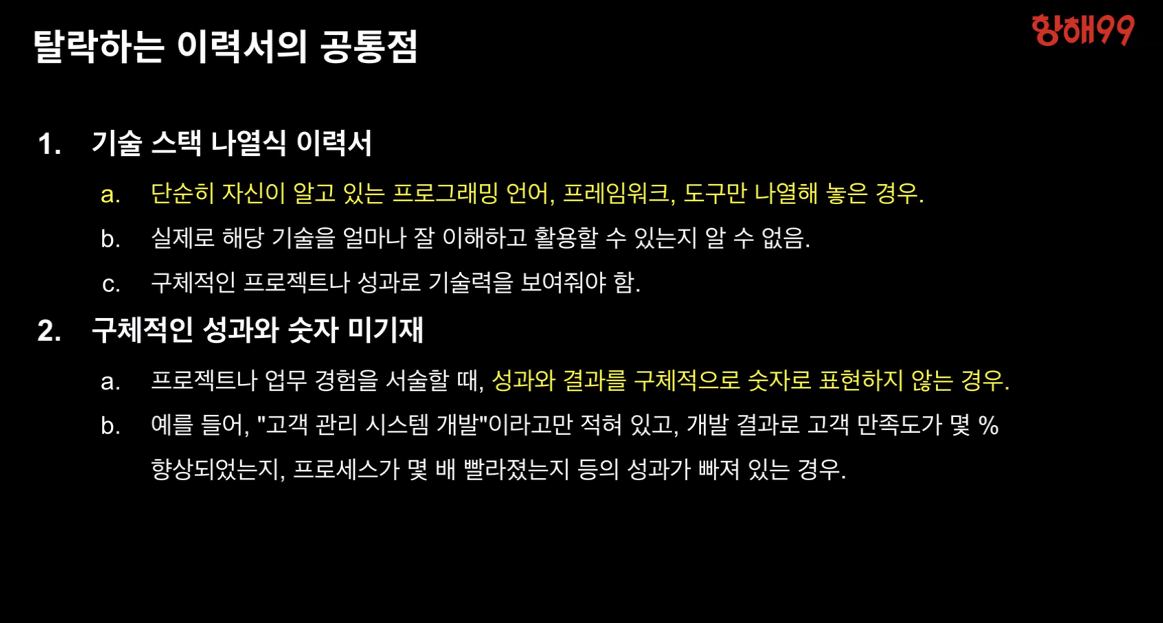 탈락하는 이력서의 공통점
항해99
1. 기술 스택 나열식 이력서
a. 단순히 자신이 알고 있는 프로그래밍 언어, 프레임워크, 도구만 나열해 놓은 경우.
b. 실제로 해당 기술을 얼마나 잘 이해하고 활용할 수 있는지 알 수 없음.
c. 구체적인 프로젝트나 성과로 기술력을 보여줘야 함.
2. 구체적인 성과와 숫자 미기재
a. 프로젝트나 업무 경험을 서술할 때, 성과와 결과를 구체적으로 숫자로 표현하지 않는 경우.
b. 예를 들어, "고객 관리 시스템 개발"이라고만 적혀 있고, 개발 결과로 고객 만족도가 몇 %
향상되었는지, 프로세스가 몇 배 빨라졌는지 등의 성과가 빠져 있는 경우.